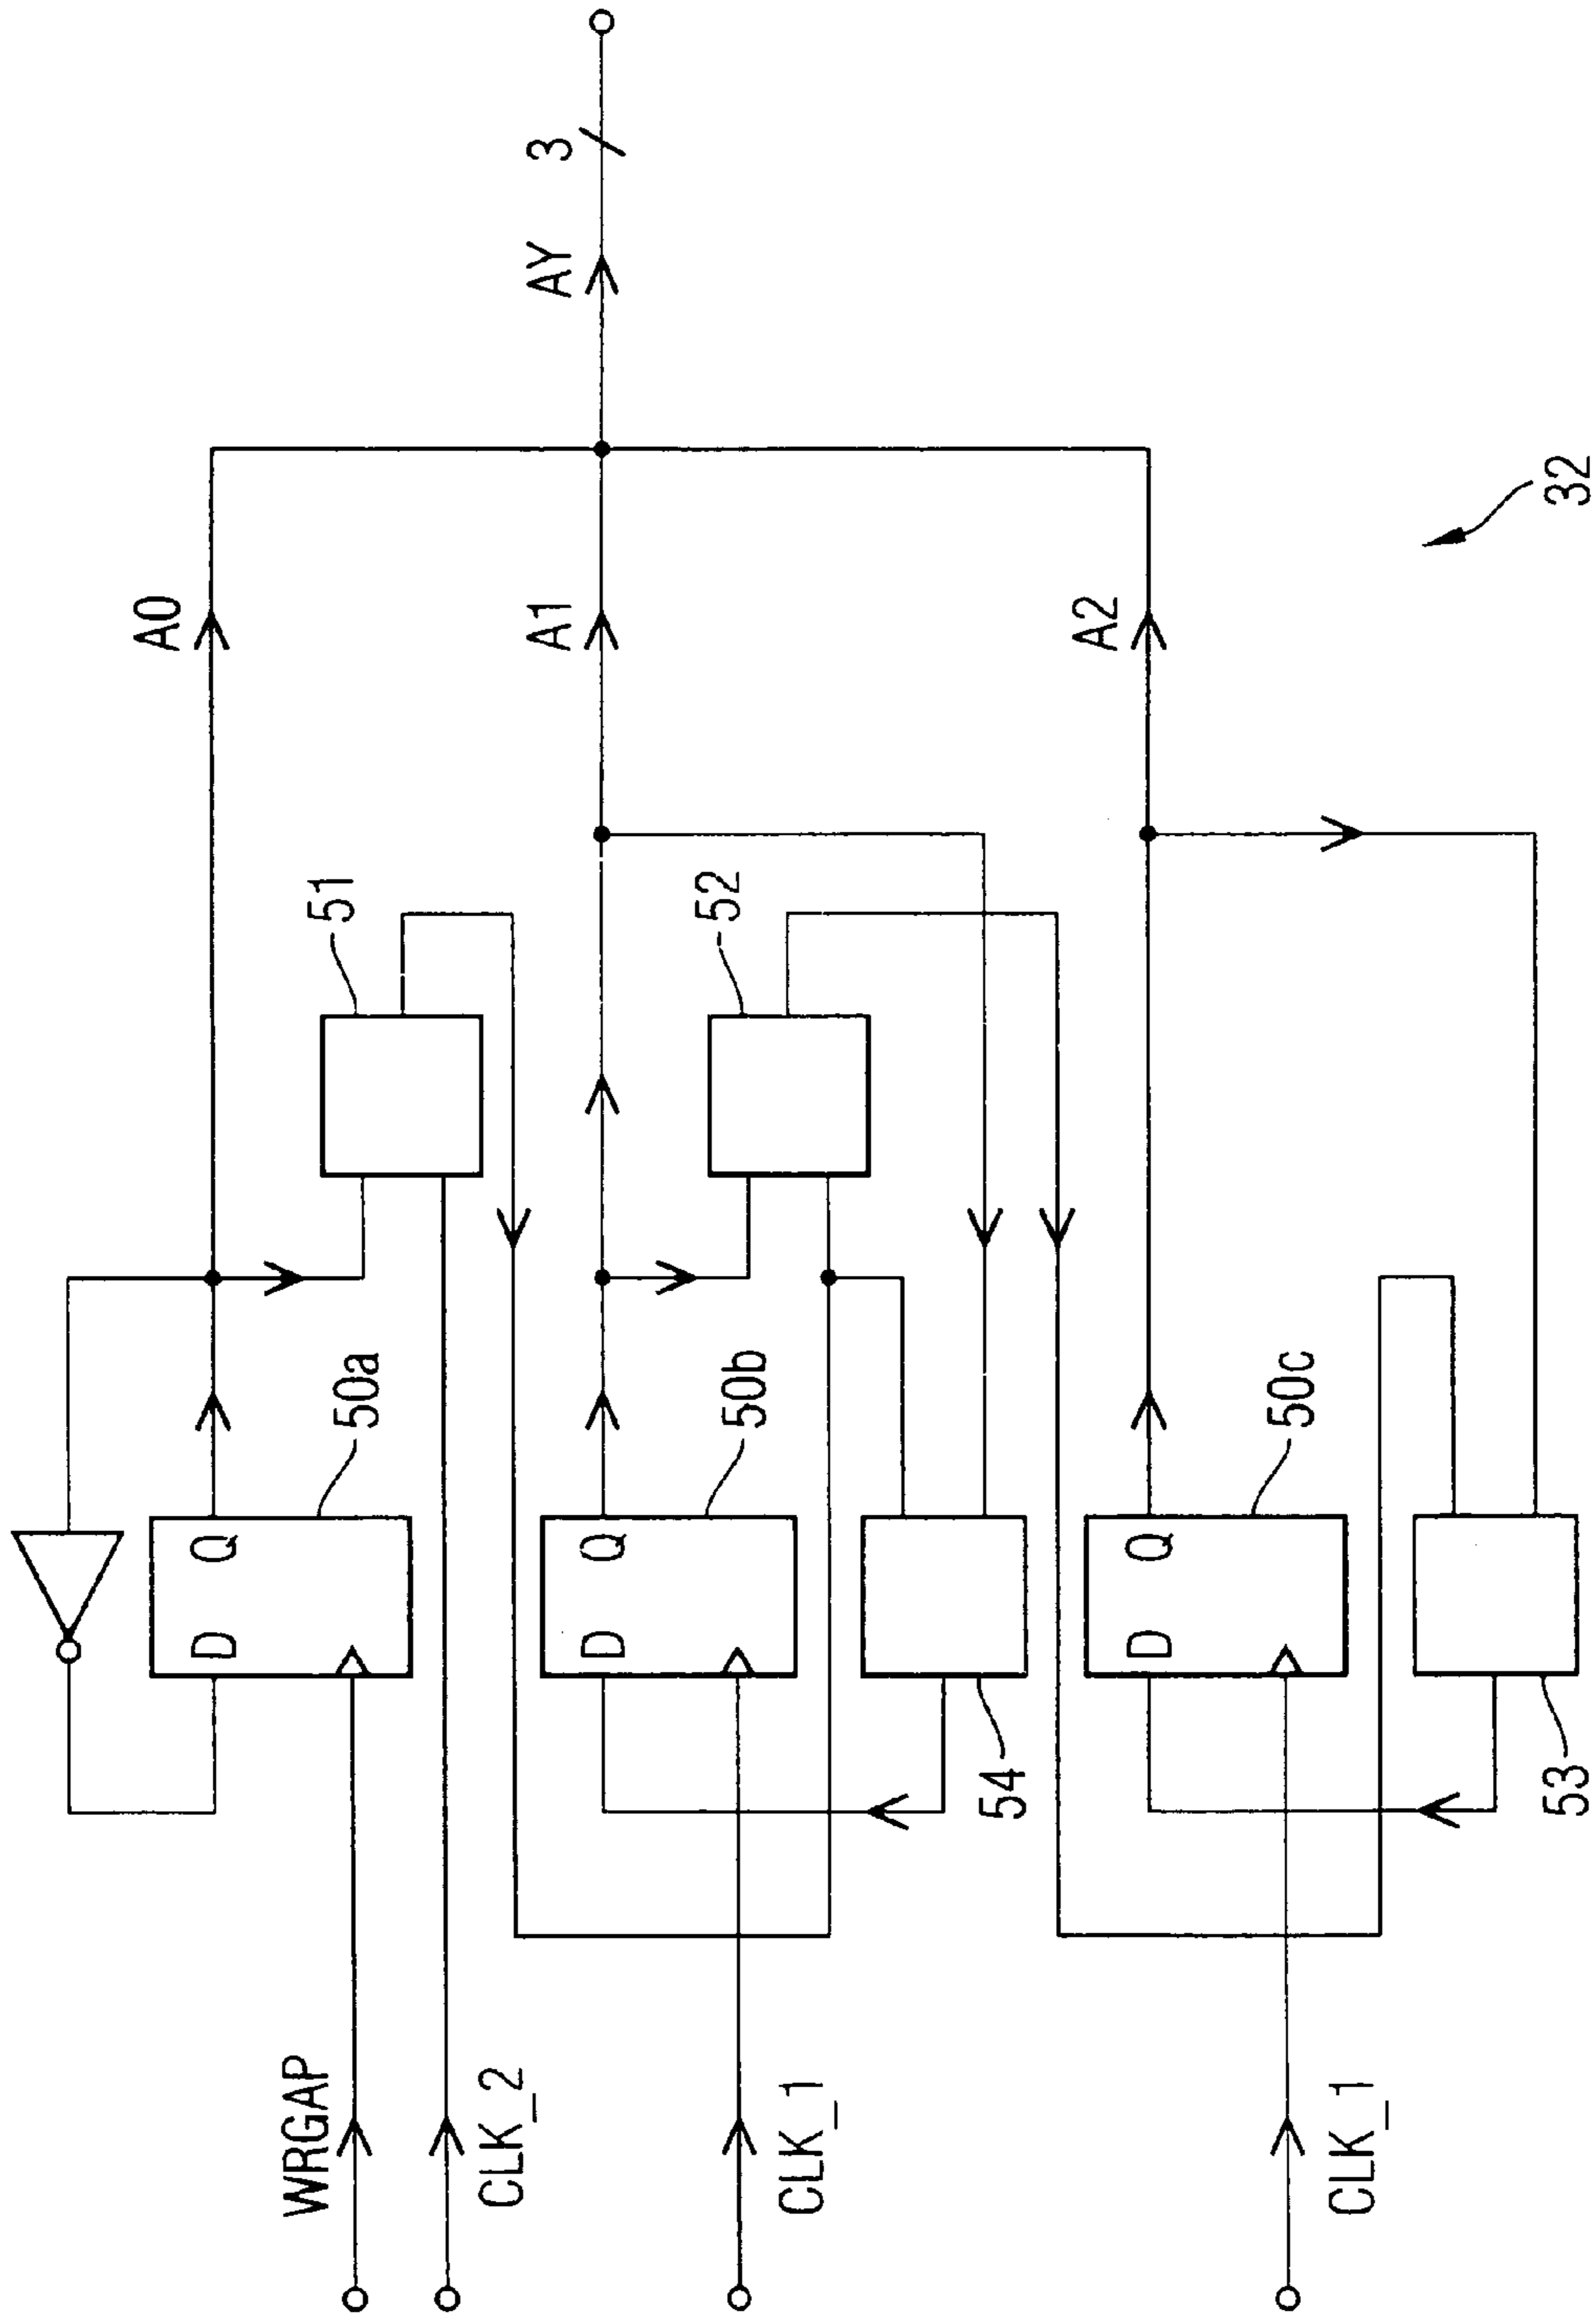 WRGAP
CLK_2
CLK_1
CLK_1
D Q
50a
D Q
50b
D Q
50c
51
52
53
54
A0
A1
A2
AY
3
32